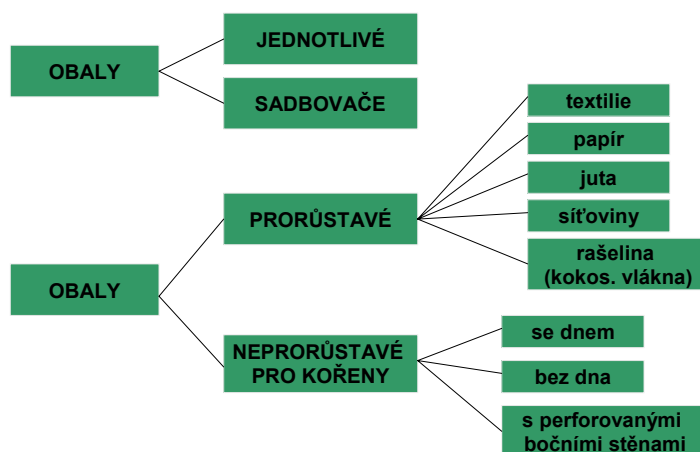 OBALY
JEDNOTLIVÉ
SADBOVAČE
OBALY
PRORŮSTAVÉ
textilie
papír
juta
síťoviny
rašelina
(kokos. vlákna)
NEPRORŮSTAVÉ
PRO KOŘENY
se dnem
bez dna
s perforovanými
bočními stěnami